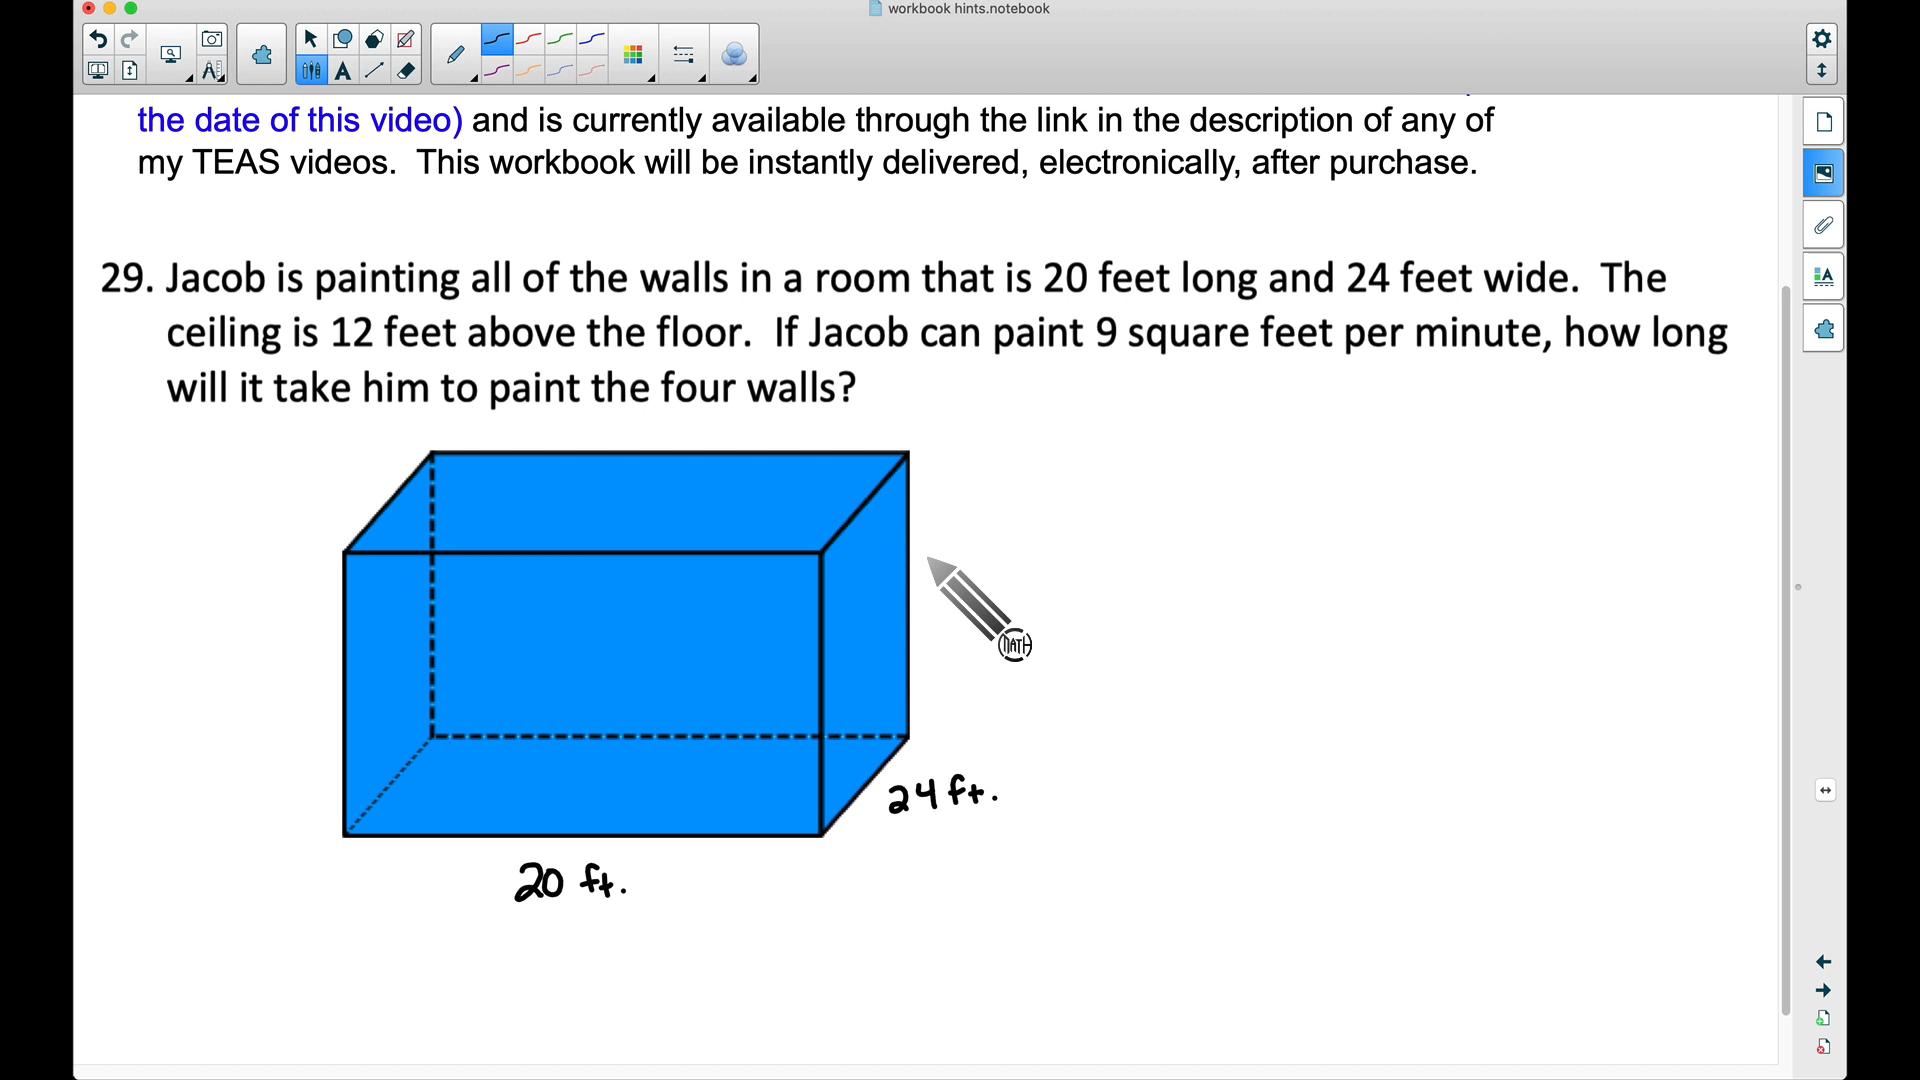 workbook hints.notebook
the date of this video) and is currently available through the link in the description of any of
my TEAS videos.  This workbook will be instantly delivered, electronically, after purchase.
29. Jacob is painting all of the walls in a room that is 20 feet long and 24 feet wide.  The
ceiling is 12 feet above the floor.  If Jacob can paint 9 square feet per minute, how long
will it take him to paint the four walls?
MATH
24 ft.
20 ft.